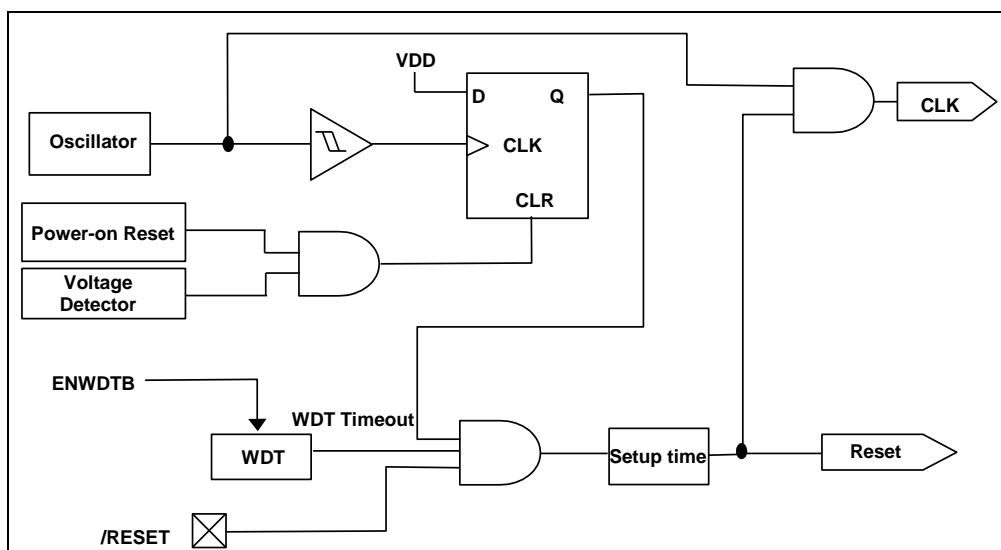 VDD
D
Q
CLK
Oscillator
CLK
CLR
Power-on Reset
Voltage
Detector
ENWDTB
WDT Timeout
WDT
Setup time
Reset
/RESET